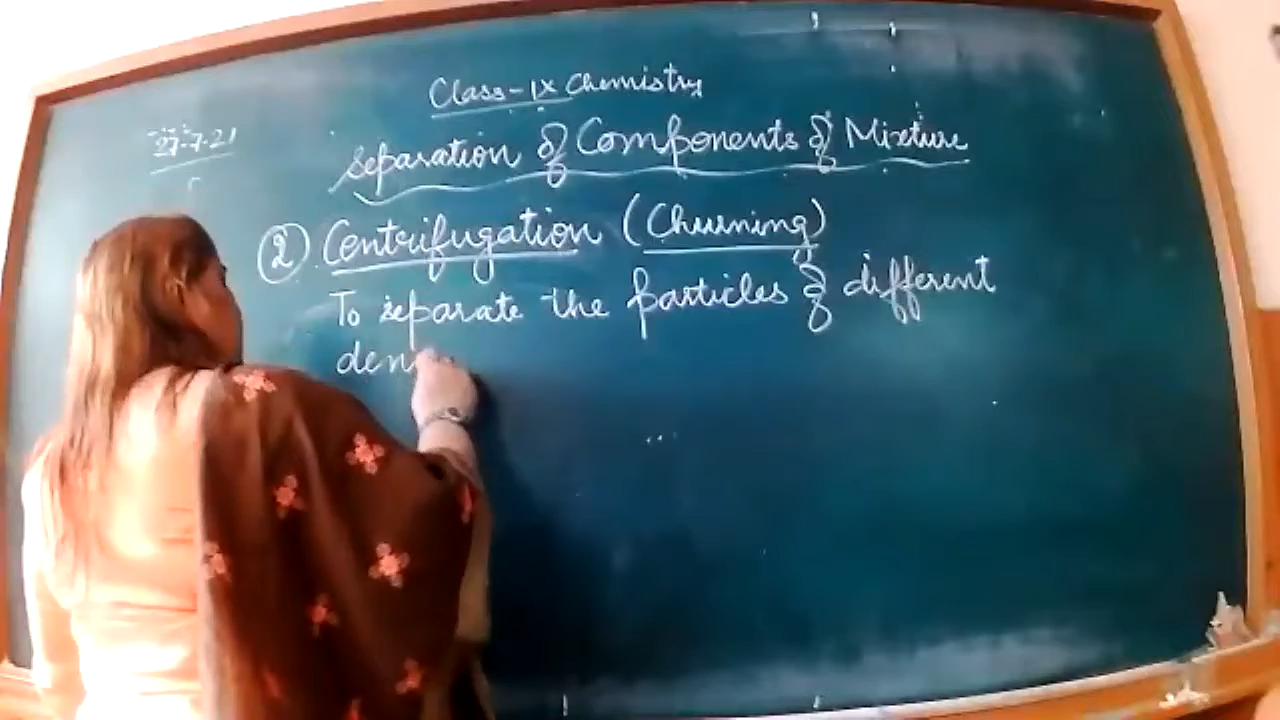 Class-IX Chemistry
27-7-21
Separation of Components of Mixture
② Centrifugation (Churning)
To separate the particles of different
den